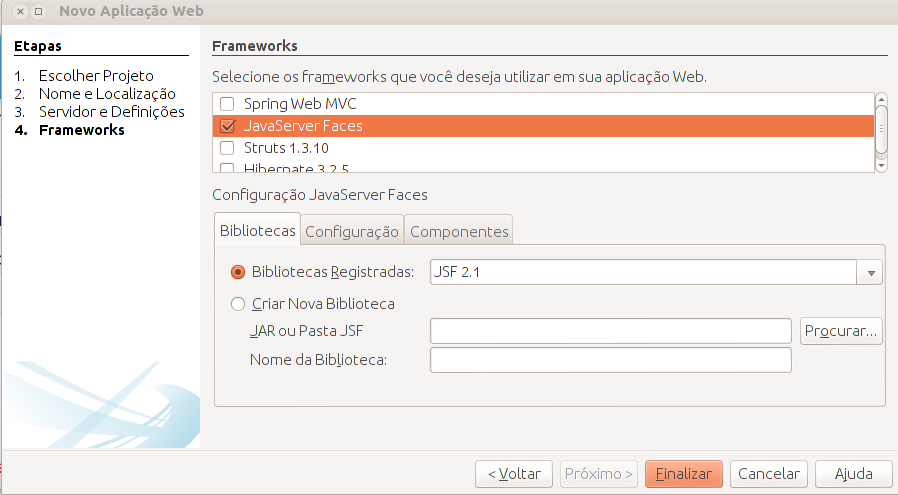 Novo Aplicação Web
Etapas
1. Escolher Projeto
2. Nome e Localização
3. Servidor e Definições
4. Frameworks
Frameworks
Selecione os frameworks que você deseja utilizar em sua aplicação Web.
Spring Web MVC
JavaServer Faces
Struts 1.3.10
Hibernate 3.2.5
Configuração JavaServer Faces
Bibliotecas Configuração Componentes
Bibliotecas Registradas: JSF 2.1
Criar Nova Biblioteca
JAR ou Pasta JSF Procurar...
Nome da Biblioteca:
< Voltar Próximo > Finalizar Cancelar Ajuda